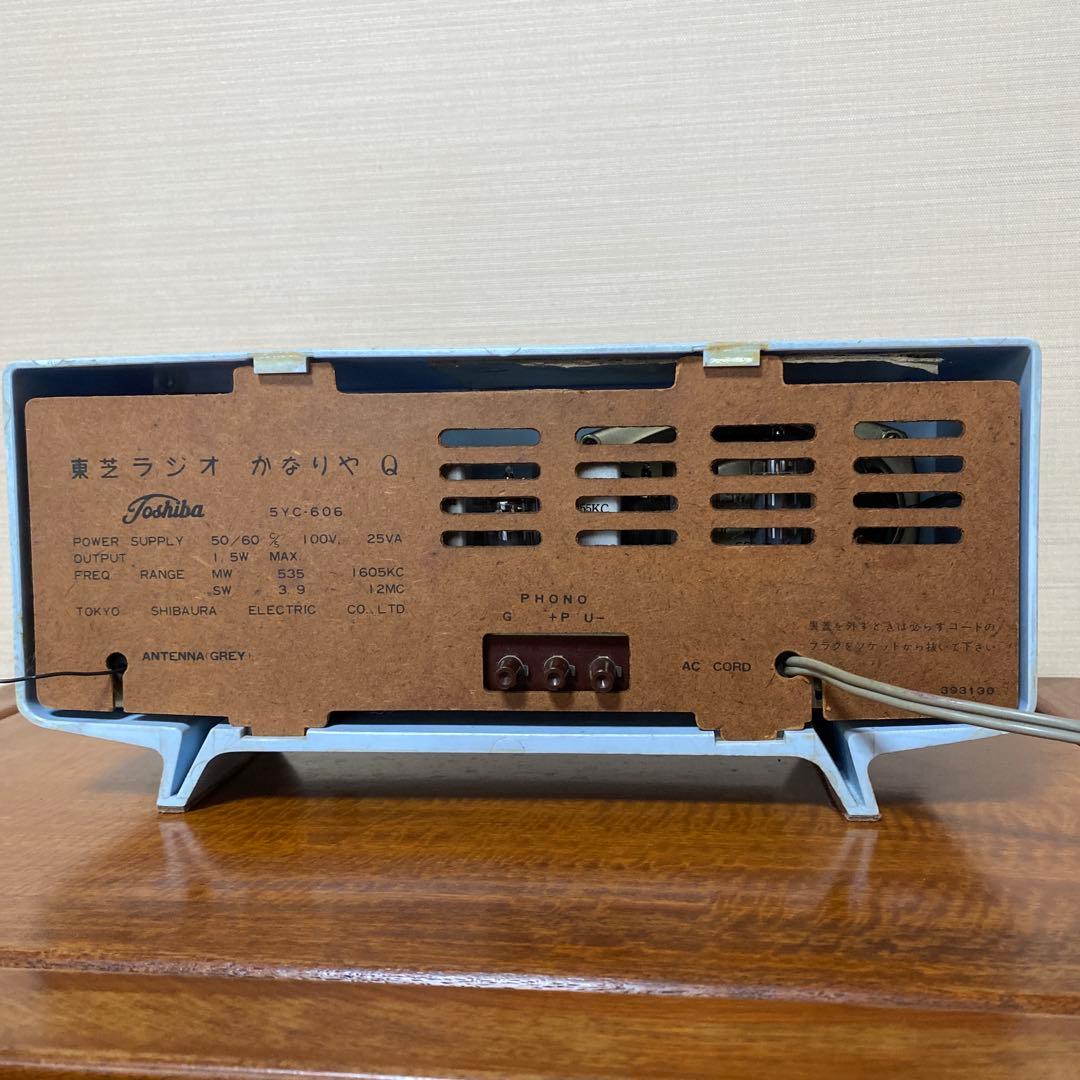 東芝ラジオ かなりや Q
Toshiba 5YC-606
POWER SUPPLY 50/60 c/s 100V. 25VA
OUTPUT 1.5W MAX.
FREQ RANGE MW 535 ~ 1605KC
SW 3.9 ~ 12MC
TOKYO SHIBAURA ELECTRIC CO., LTD
ANTENNA (GREY)
55KC
PHONO
G +P U-
AC CORD
裏蓋を外すときは必らずコードの
プラグをソケットから抜いて下さい
393130